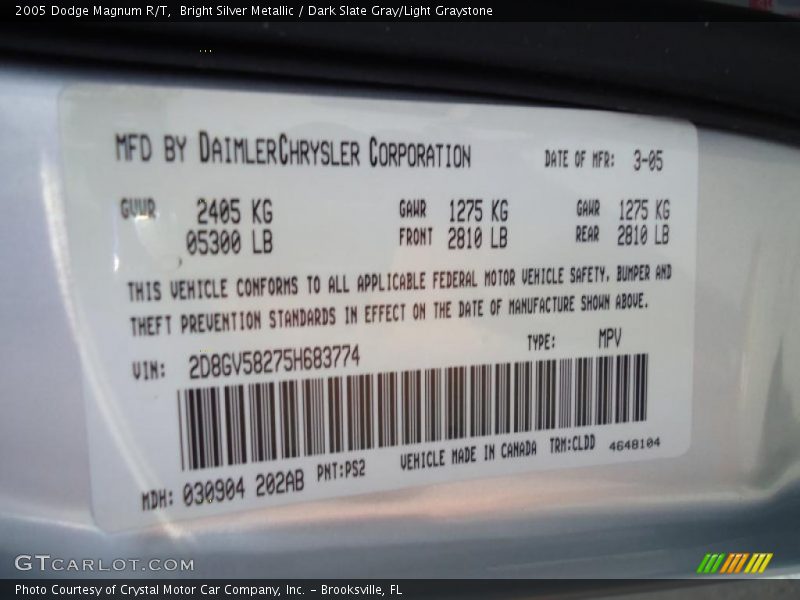 2005 Dodge Magnum R/T,  Bright Silver Metallic / Dark Slate Gray/Light Graystone
MFD BY DAIMLERCHRYSLER CORPORATION DATE OF MFR: 3-05
GVWR 2405 KG GAWR 1275 KG GAWR 1275 KG
05300 LB FRONT 2810 LB REAR 2810 LB
THIS VEHICLE CONFORMS TO ALL APPLICABLE FEDERAL MOTOR VEHICLE SAFETY, BUMPER AND
THEFT PREVENTION STANDARDS IN EFFECT ON THE DATE OF MANUFACTURE SHOWN ABOVE.
VIN: 2D8GV58275H683774 TYPE: MPV
MDH: 030904 202AB PNT:PS2 VEHICLE MADE IN CANADA TRM:CLDD 4648104
GTCARLOT.COM
Photo Courtesy of Crystal Motor Car Company, Inc. – Brooksville, FL